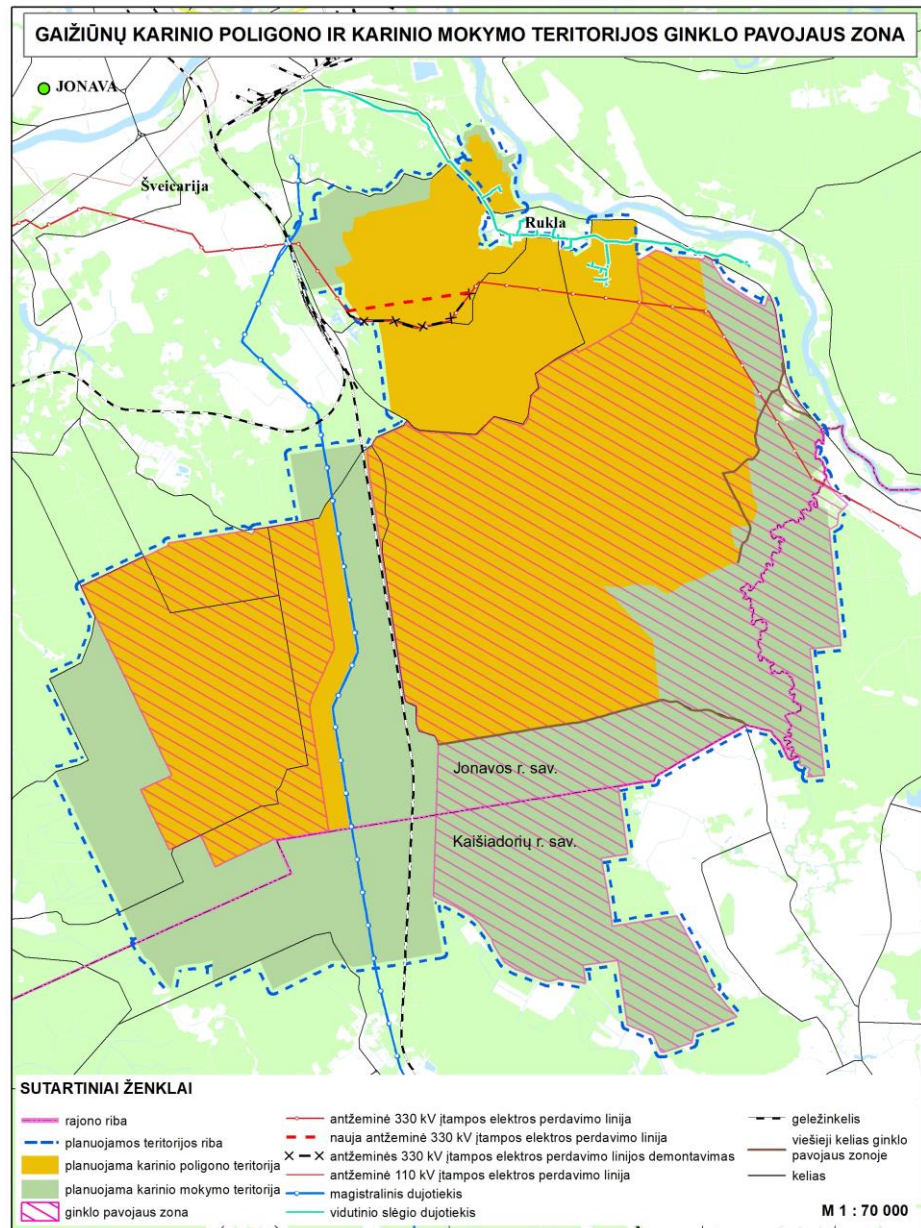 GAIŽIŪNŲ KARINIO POLIGONO IR KARINIO MOKYMO TERITORIJOS GINKLO PAVOJAUS ZONA
JONAVA
Šveicarija
Rukla
Jonavos r. sav.
Kaišiadorių r. sav.
SUTARTINIAI ŽENKLAI
rajono riba
planuojamos teritorijos riba
planuojama karinio poligono teritorija
planuojama karinio mokymo teritorija
ginklo pavojaus zona
antžeminė 330 kV įtampos elektros perdavimo linija
nauja antžeminė 330 kV įtampos elektros perdavimo linija
antžeminės 330 kV įtampos elektros perdavimo linijos demontavimas
antžeminė 110 kV įtampos elektros perdavimo linija
magistralinis dujotiekis
vidutinio slėgio dujotiekis
geležinkelis
viešieji kelias ginklo
pavojaus zonoje
kelias
M 1 : 70 000